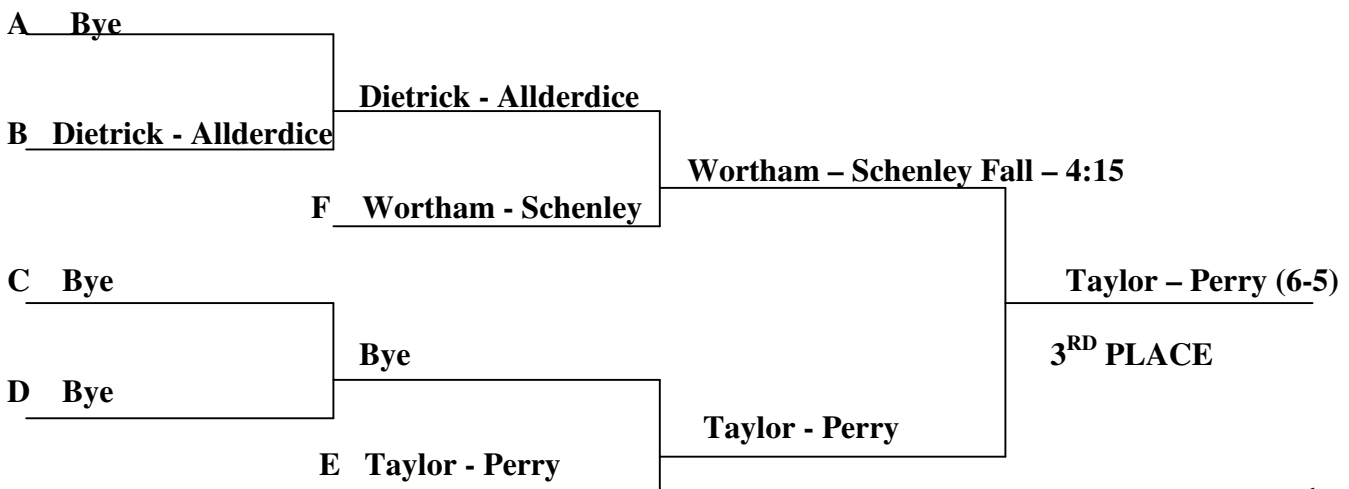 A Bye
Dietrick - Allderdice
B Dietrick - Allderdice
Wortham – Schenley Fall – 4:15
F Wortham - Schenley
C Bye
Taylor – Perry (6-5)
Bye
3RD PLACE
D Bye
Taylor - Perry
E Taylor - Perry